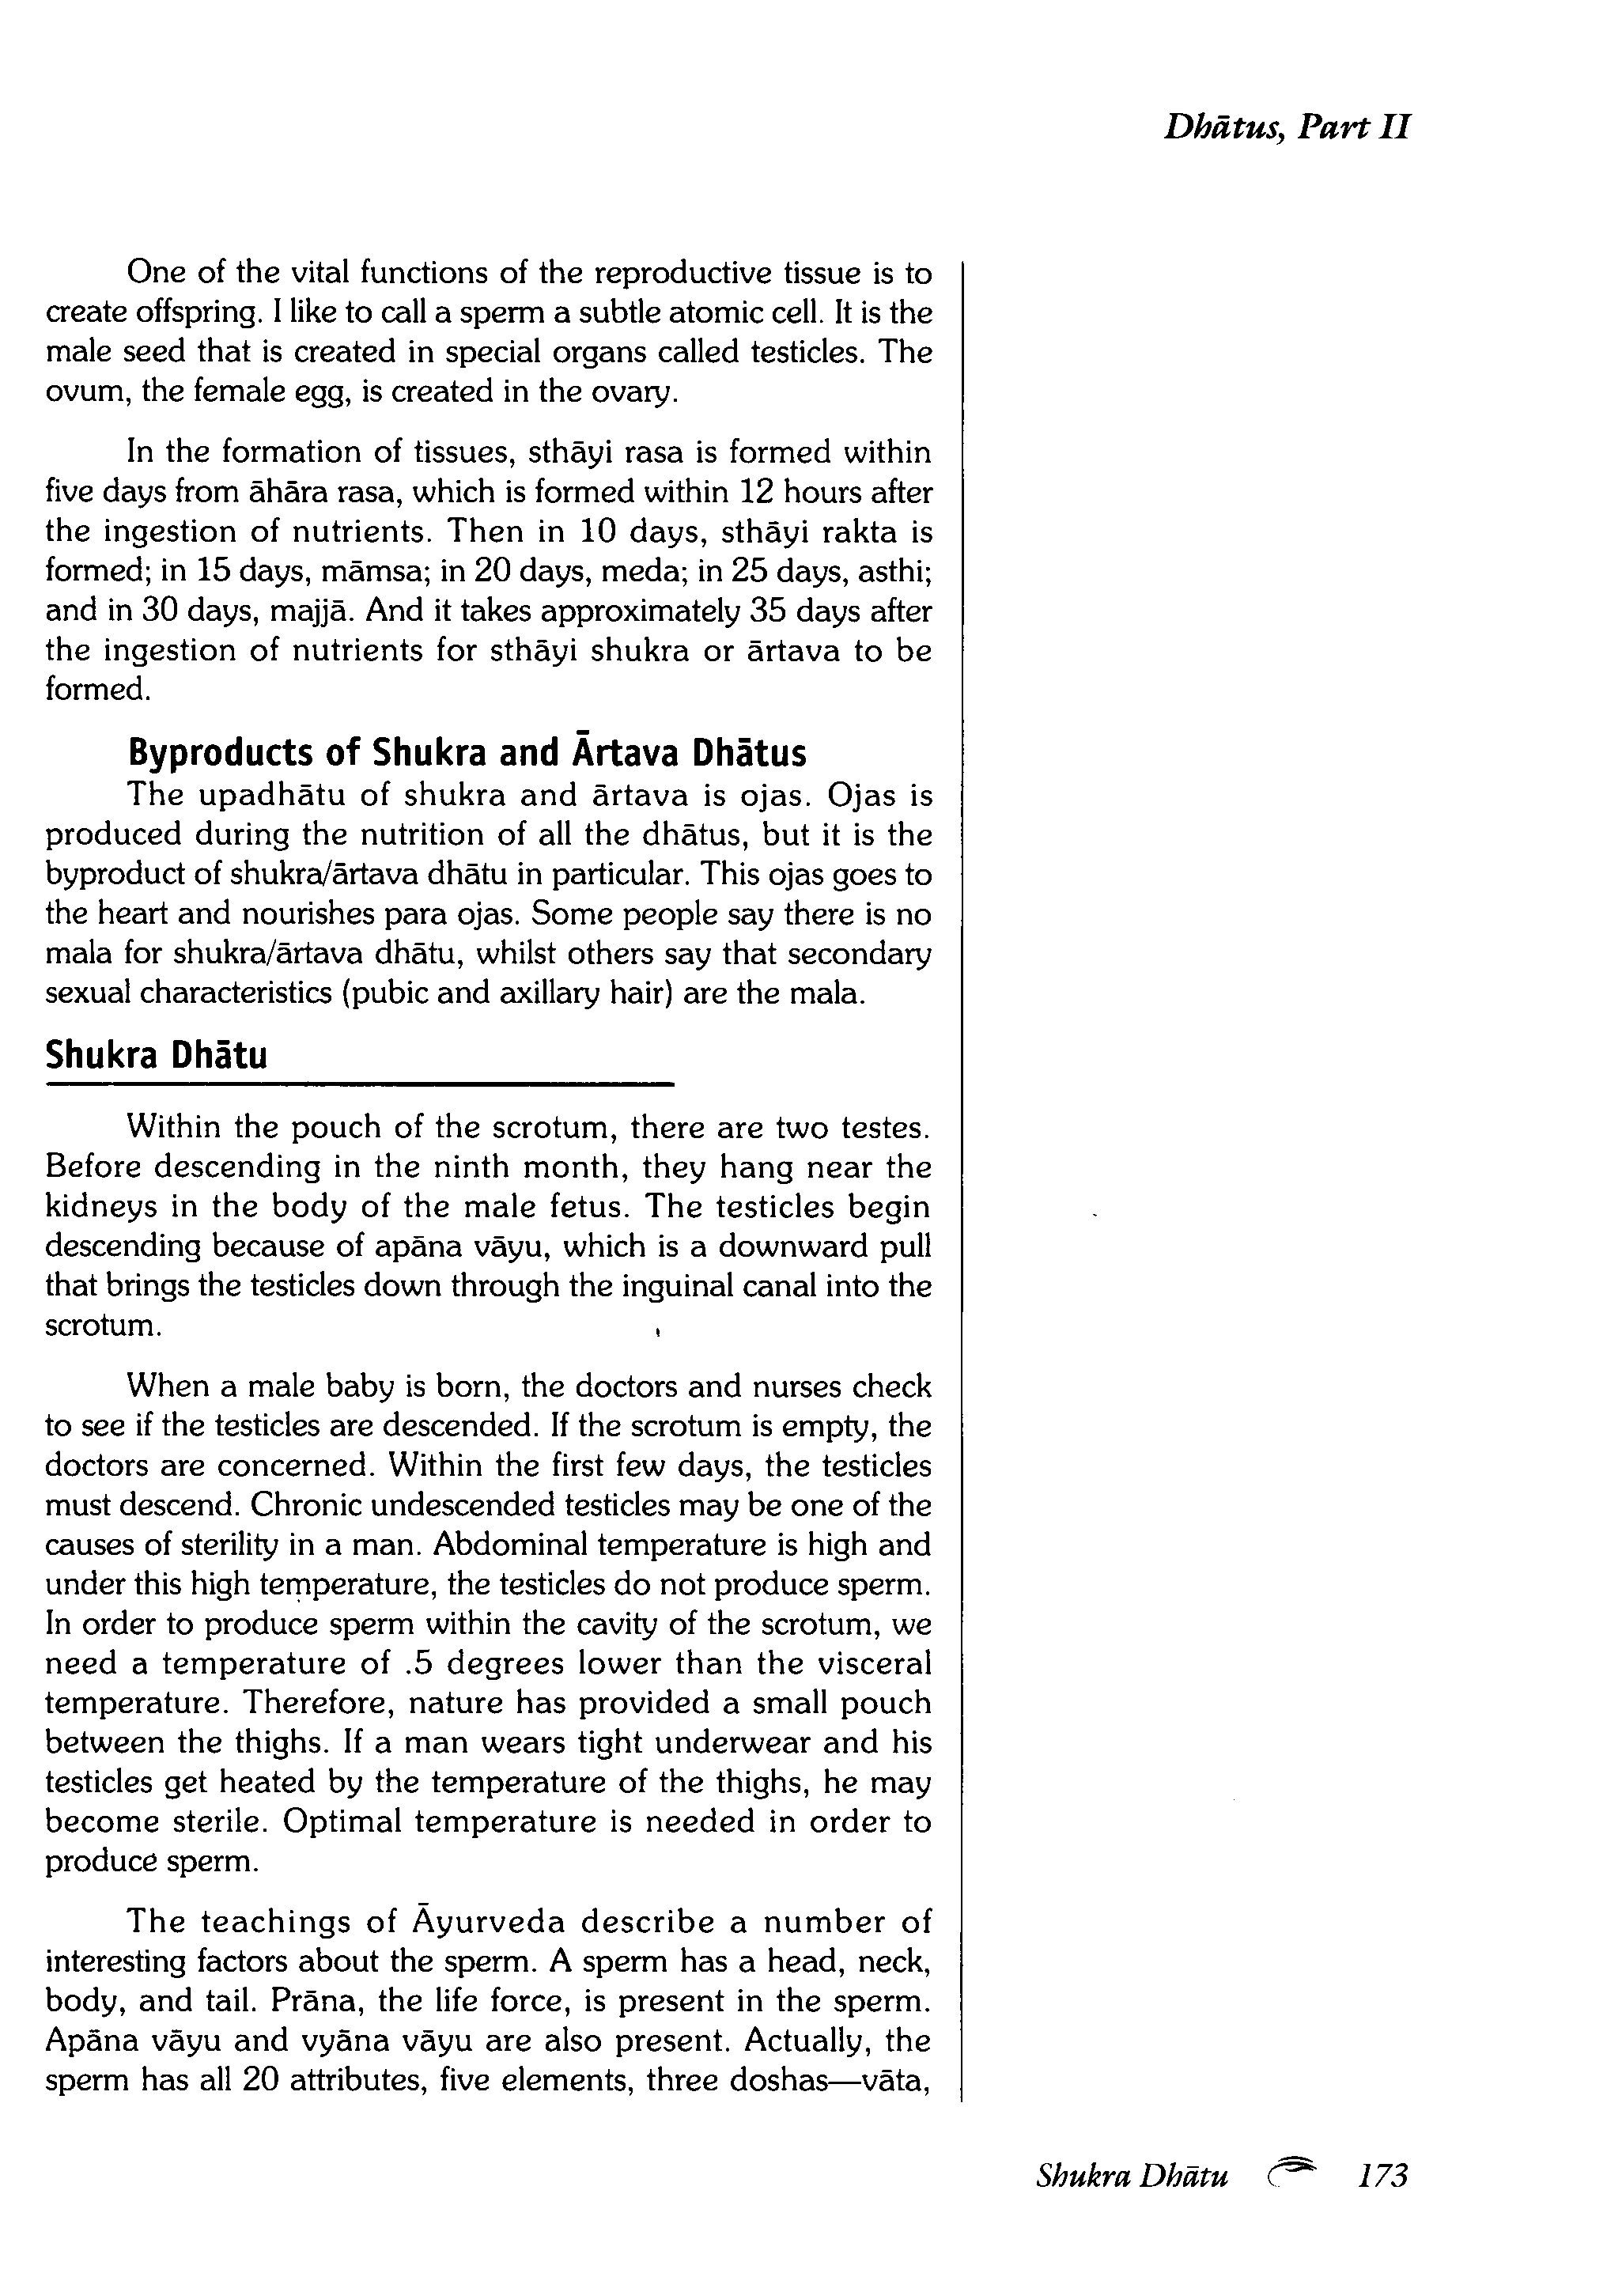 Dhātus, Part II
One of the vital functions of the reproductive tissue is to
create offspring. I like to call a sperm a subtle atomic cell. It is the
male seed that is created in special organs called testicles. The
ovum, the female egg, is created in the ovary.
In the formation of tissues, sthāyi rasa is formed within
five days from āhāra rasa, which is formed within 12 hours after
the ingestion of nutrients. Then in 10 days, sthāyi rakta is
formed; in 15 days, māmsa; in 20 days, meda; in 25 days, asthi;
and in 30 days, majjā. And it takes approximately 35 days after
the ingestion of nutrients for sthāyi shukra or ārtava to be
formed.
Byproducts of Shukra and Ārtava Dhātus
The upadhātu of shukra and ārtava is ojas. Ojas is
produced during the nutrition of all the dhātus, but it is the
byproduct of shukra/ārtava dhātu in particular. This ojas goes to
the heart and nourishes para ojas. Some people say there is no
mala for shukra/ārtava dhātu, whilst others say that secondary
sexual characteristics (pubic and axillary hair) are the mala.
Shukra Dhātu
Within the pouch of the scrotum, there are two testes.
Before descending in the ninth month, they hang near the
kidneys in the body of the male fetus. The testicles begin
descending because of apāna vāyu, which is a downward pull
that brings the testicles down through the inguinal canal into the
scrotum.
When a male baby is born, the doctors and nurses check
to see if the testicles are descended. If the scrotum is empty, the
doctors are concerned. Within the first few days, the testicles
must descend. Chronic undescended testicles may be one of the
causes of sterility in a man. Abdominal temperature is high and
under this high temperature, the testicles do not produce sperm.
In order to produce sperm within the cavity of the scrotum, we
need a temperature of .5 degrees lower than the visceral
temperature. Therefore, nature has provided a small pouch
between the thighs. If a man wears tight underwear and his
testicles get heated by the temperature of the thighs, he may
become sterile. Optimal temperature is needed in order to
produce sperm.
The teachings of Āyurveda describe a number of
interesting factors about the sperm. A sperm has a head, neck,
body, and tail. Prāna, the life force, is present in the sperm.
Apāna vāyu and vyāna vāyu are also present. Actually, the
sperm has all 20 attributes, five elements, three doshas—vāta,
Shukra Dhātu 173